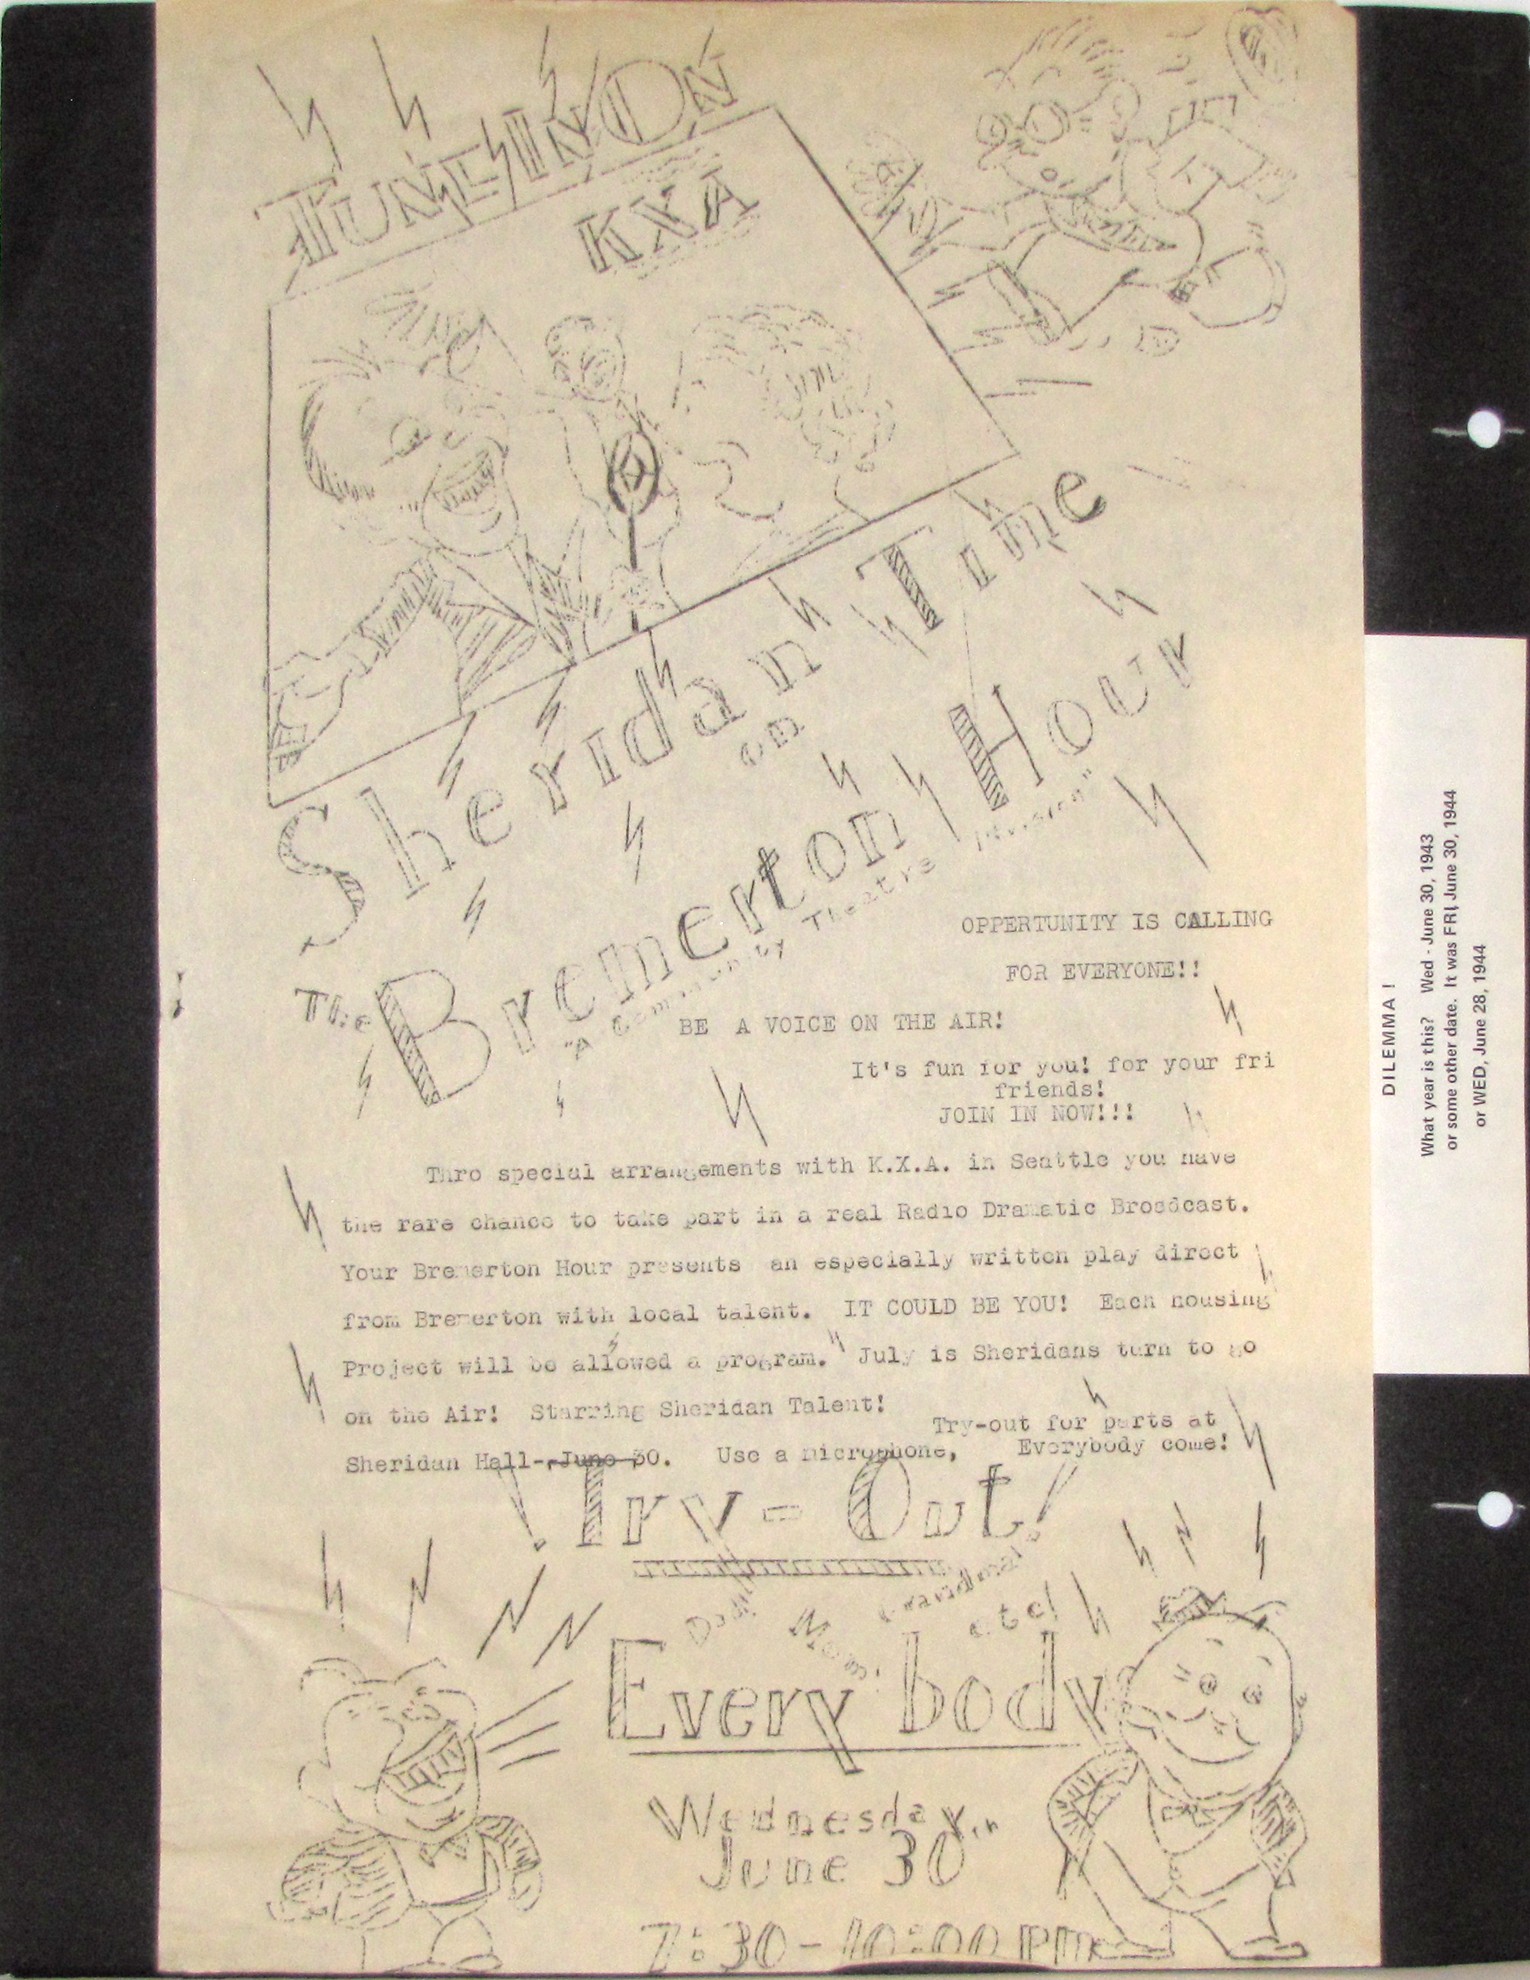 TUNE IN ON
KXA
Sheridan Time
on
The Bremerton Hour
"A Community Theatre Musical"
OPPERTUNITY IS CALLING
FOR EVERYONE!!
BE A VOICE ON THE AIR!
It's fun for you! for your fri
friends!
JOIN IN NOW!!!
Thro special arrangements with K.X.A. in Seattle you have
the rare chance to take part in a real Radio Dramatic Broadcast.
Your Bremerton Hour presents an especially written play direct
from Bremerton with local talent. IT COULD BE YOU! Each housing
Project will be allowed a program. July is Sheridans turn to go
on the Air! Starring Sheridan Talent!
Try-out for parts at
Sheridan Hall--June 30. Use a microphone, Everybody come!
! Try - Out!
Dad Mom Grandma etc!
Every body
Wednesday
June 30th
7:30 - 10:00 PM
DILEMMA !
What year is this? Wed - June 30, 1943
or some other date. It was FRI, June 30, 1944
or WED, June 28, 1944